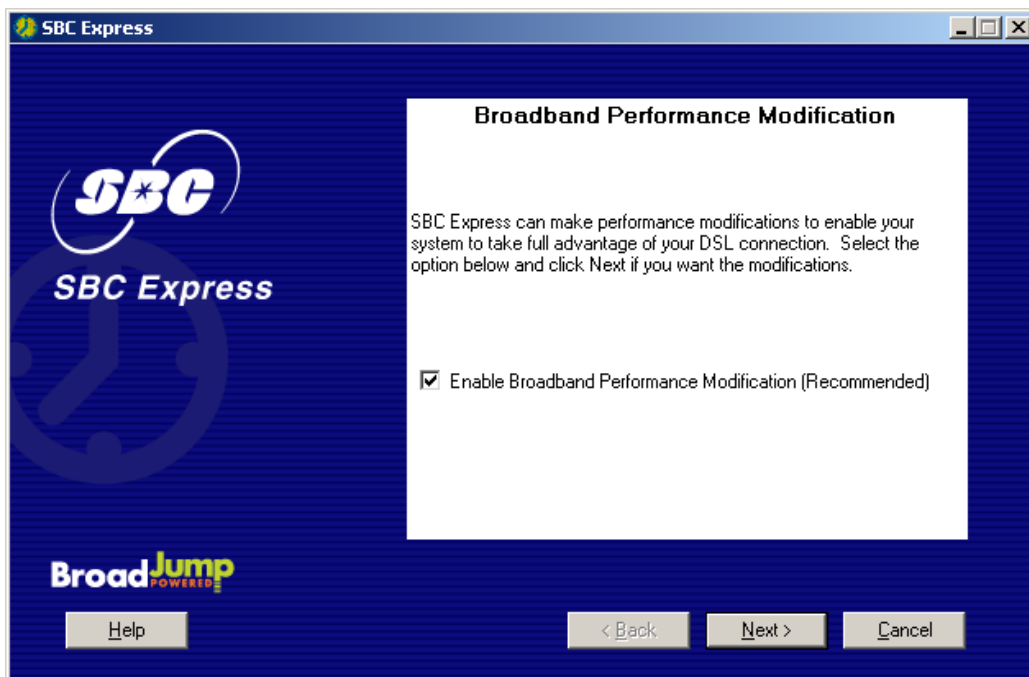 SBC Express
Broadband Performance Modification
SBC
SBC Express
SBC Express can make performance modifications to enable your
system to take full advantage of your DSL connection. Select the
option below and click Next if you want the modifications.
Enable Broadband Performance Modification (Recommended)
BroadJump
POWERED
Help
< Back
Next >
Cancel